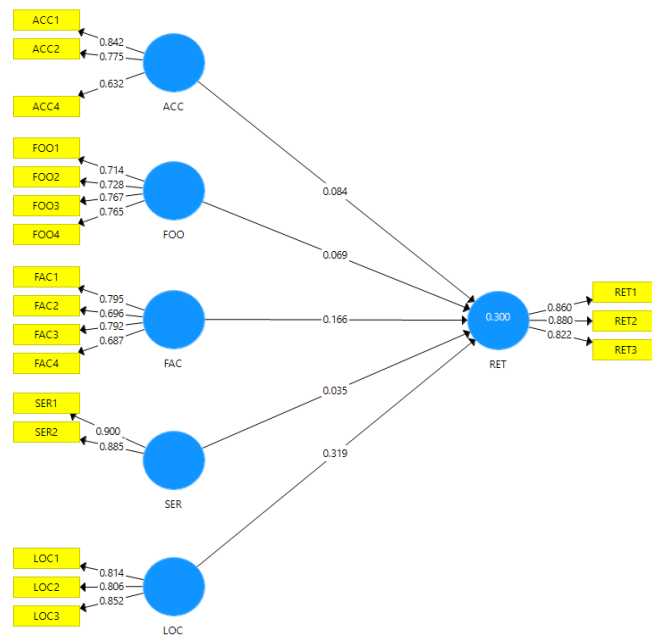 ACC1
ACC2
ACC4
0.842
0.775
0.632
ACC
FOO1
FOO2
FOO3
FOO4
0.714
0.728
0.767
0.765
FOO
FAC1
FAC2
FAC3
FAC4
0.795
0.696
0.792
0.687
FAC
SER1
SER2
0.900
0.885
SER
LOC1
LOC2
LOC3
0.814
0.806
0.852
LOC
0.084
0.069
0.166
0.035
0.319
0.300
RET
0.860
0.880
0.822
RET1
RET2
RET3